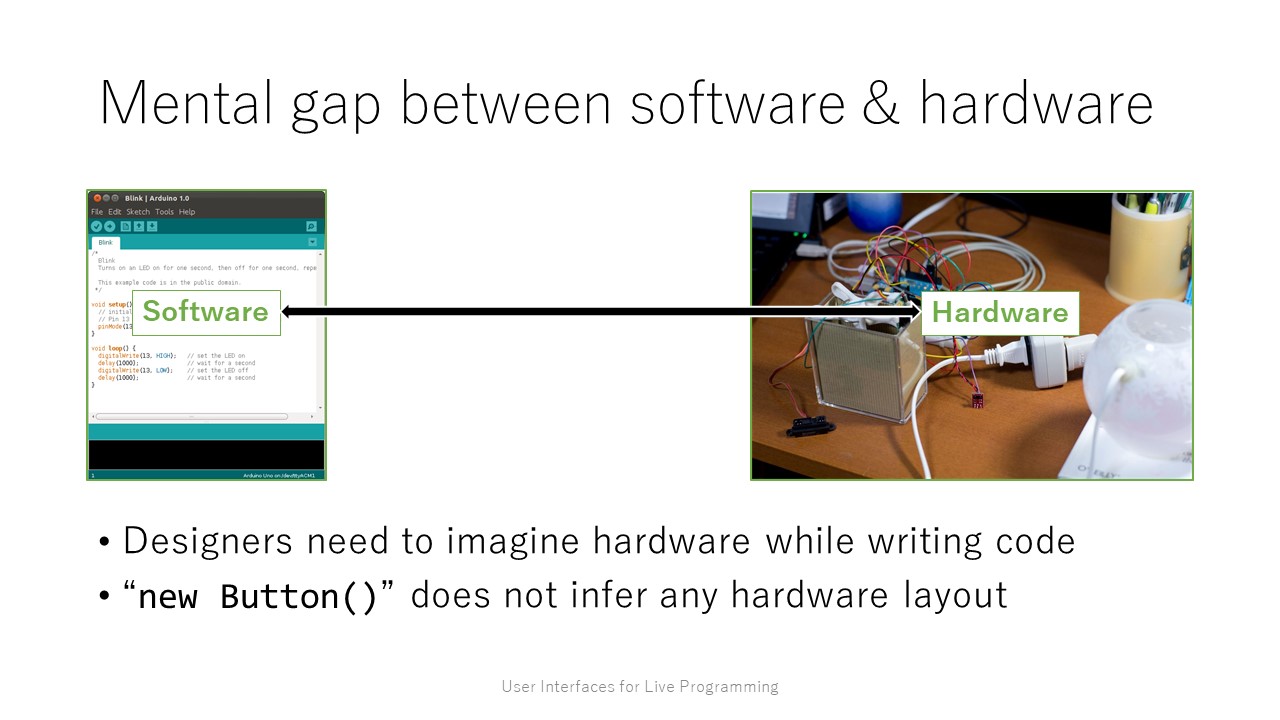 Mental gap between software & hardware
Blink | Arduino 1.0
File Edit Sketch Tools Help
Blink
/*
Blink
Turns on an LED on for one second, then off for one second, repe
This example code is in the public domain.
*/
void setup()
// initial
// Pin 13
pinMode(13
}
void loop() {
digitalWrite(13, HIGH); // set the LED on
delay(1000); // wait for a second
digitalWrite(13, LOW); // set the LED off
delay(1000); // wait for a second
}
1 Arduino Uno on /dev/ttyACM1
Software
Hardware
• Designers need to imagine hardware while writing code
• “new Button()” does not infer any hardware layout
User Interfaces for Live Programming